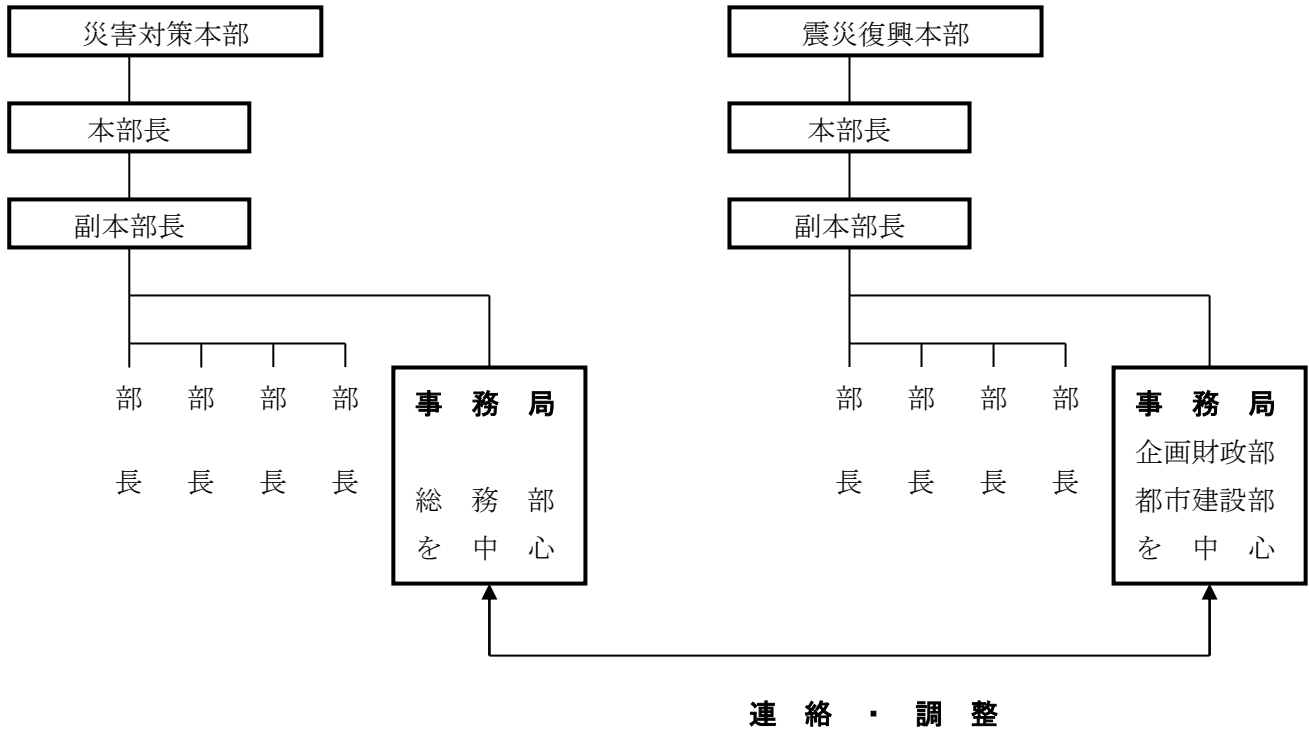 災害対策本部
本部長
副本部長
部長
部長
部長
部長
事務局
総務部
を中心
震災復興本部
本部長
副本部長
部長
部長
部長
部長
事務局
企画財政部
都市建設部
を中心
連絡・調整